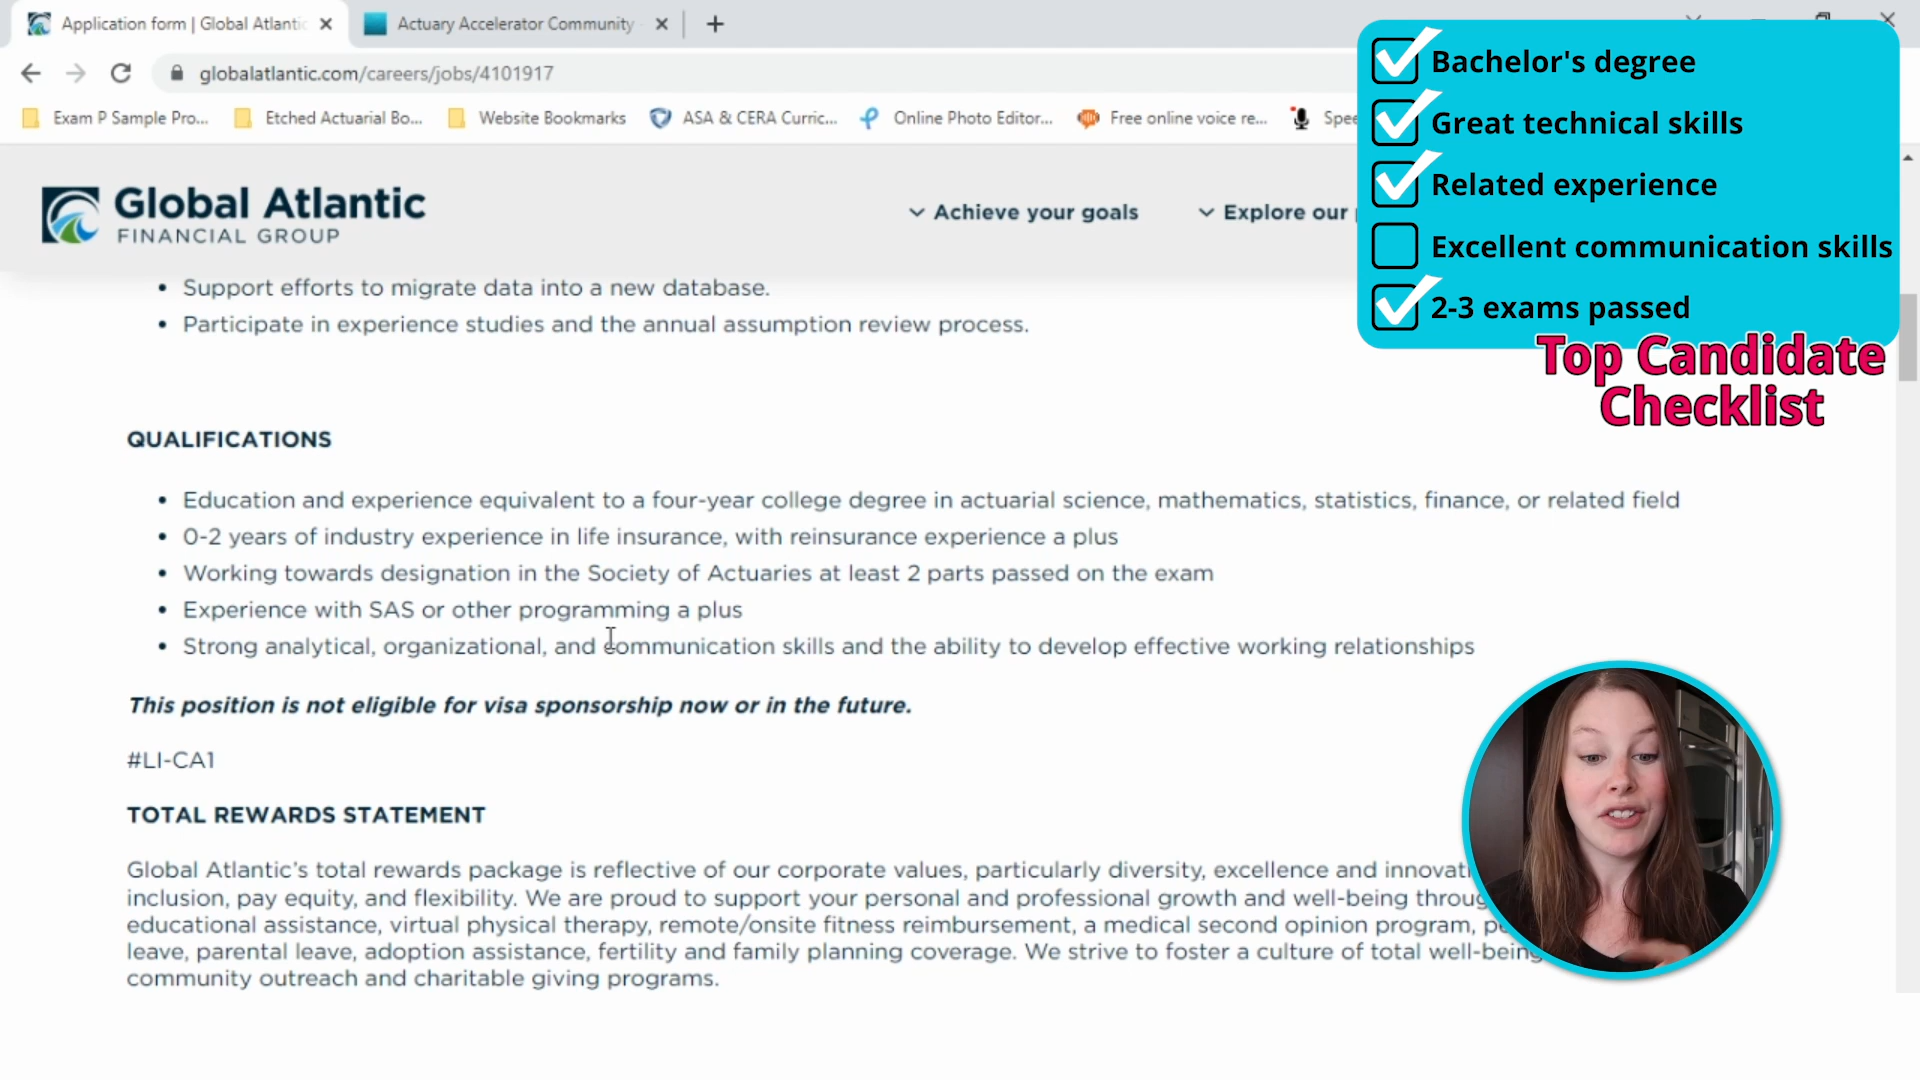 Application form | Global Atlantic
Actuary Accelerator Community
globalatlantic.com/careers/jobs/4101917
Exam P Sample Pro...
Etched Actuarial Bo...
Website Bookmarks
ASA & CERA Curric...
Online Photo Editor...
Free online voice re...
Global Atlantic
FINANCIAL GROUP
Achieve your goals
Explore our
Bachelor's degree
Great technical skills
Related experience
Excellent communication skills
2-3 exams passed
Top Candidate
Checklist
• Support efforts to migrate data into a new database.
• Participate in experience studies and the annual assumption review process.
QUALIFICATIONS
• Education and experience equivalent to a four-year college degree in actuarial science, mathematics, statistics, finance, or related field
• 0-2 years of industry experience in life insurance, with reinsurance experience a plus
• Working towards designation in the Society of Actuaries at least 2 parts passed on the exam
• Experience with SAS or other programming a plus
• Strong analytical, organizational, and communication skills and the ability to develop effective working relationships
This position is not eligible for visa sponsorship now or in the future.
#LI-CA1
TOTAL REWARDS STATEMENT
Global Atlantic's total rewards package is reflective of our corporate values, particularly diversity, excellence and
inclusion, pay equity, and flexibility. We are proud to support your personal and professional growth and well-being
educational assistance, virtual physical therapy, remote/onsite fitness reimbursement, a medical second opinion program,
leave, parental leave, adoption assistance, fertility and family planning coverage. We strive to foster a culture of total well-being
community outreach and charitable giving programs.